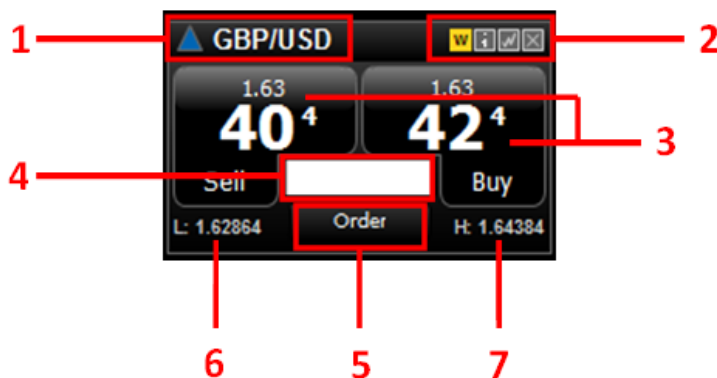 1 GBP/USD W i 2
1.63 1.63
40 4 42 4 3
4 Sell Buy
L: 1.62864 Order H: 1.64384
6 5 7